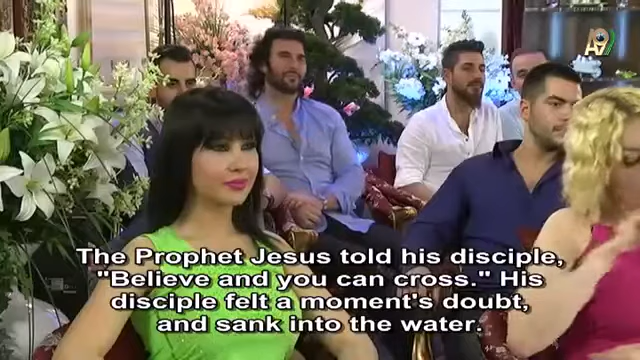 A9
The Prophet Jesus told his disciple,
"Believe and you can cross." His
disciple felt a moment's doubt,
and sank into the water.